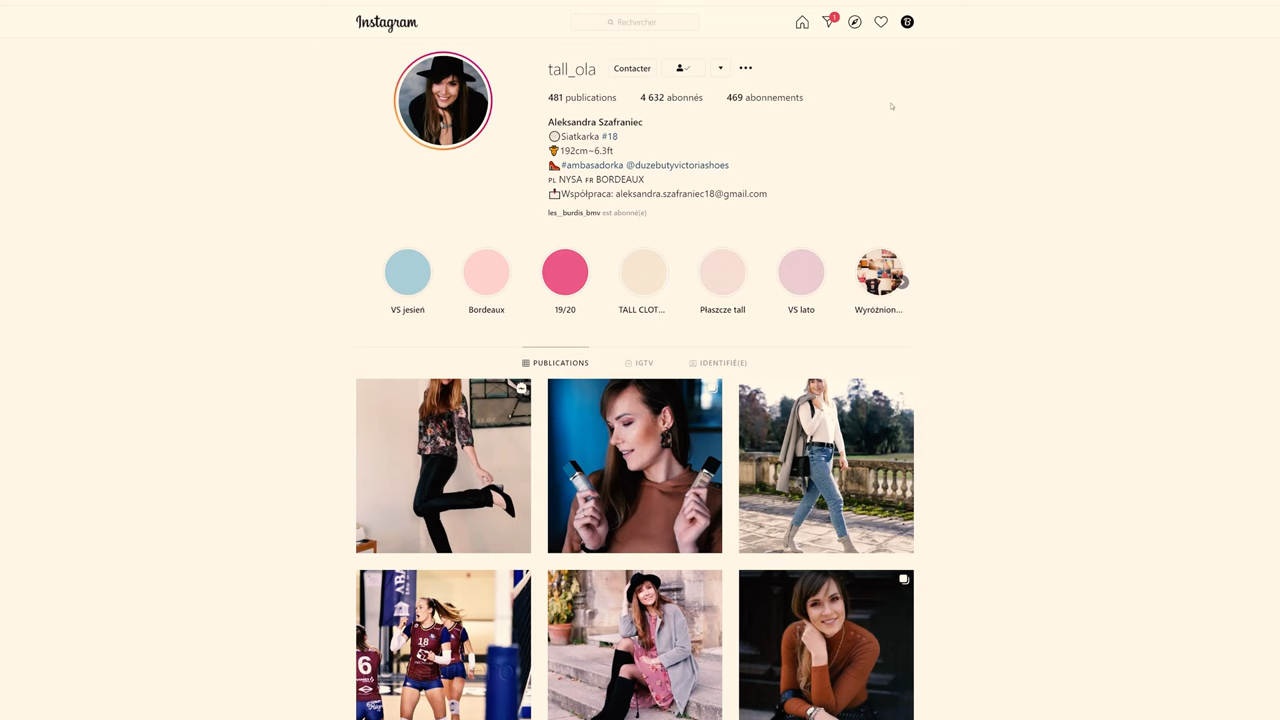 Instagram
Rechercher
1
B
tall_ola
Contacter
481 publications 4 632 abonnés 469 abonnements
Aleksandra Szafraniec
Siatkarka #18
192cm~6.3ft
#ambasadorka @duzebutyvictoriashoes
PL NYSA FR BORDEAUX
Współpraca: aleksandra.szafraniec18@gmail.com
les__burdis_bmv est abonné(e)
VS jesień Bordeaux 19/20 TALL CLOT... Płaszcze tall VS lato Wyróżnion...
PUBLICATIONS IGTV IDENTIFIÉ(E)
18
6